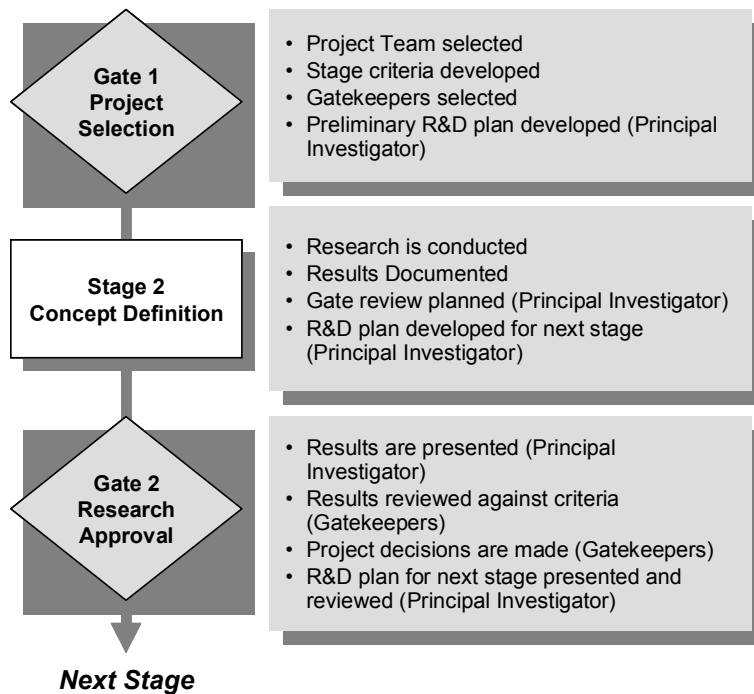 Gate 1
Project
Selection
• Project Team selected
• Stage criteria developed
• Gatekeepers selected
• Preliminary R&D plan developed (Principal
Investigator)
Stage 2
Concept Definition
• Research is conducted
• Results Documented
• Gate review planned (Principal Investigator)
• R&D plan developed for next stage
(Principal Investigator)
Gate 2
Research
Approval
• Results are presented (Principal
Investigator)
• Results reviewed against criteria
(Gatekeepers)
• Project decisions are made (Gatekeepers)
• R&D plan for next stage presented and
reviewed (Principal Investigator)
Next Stage